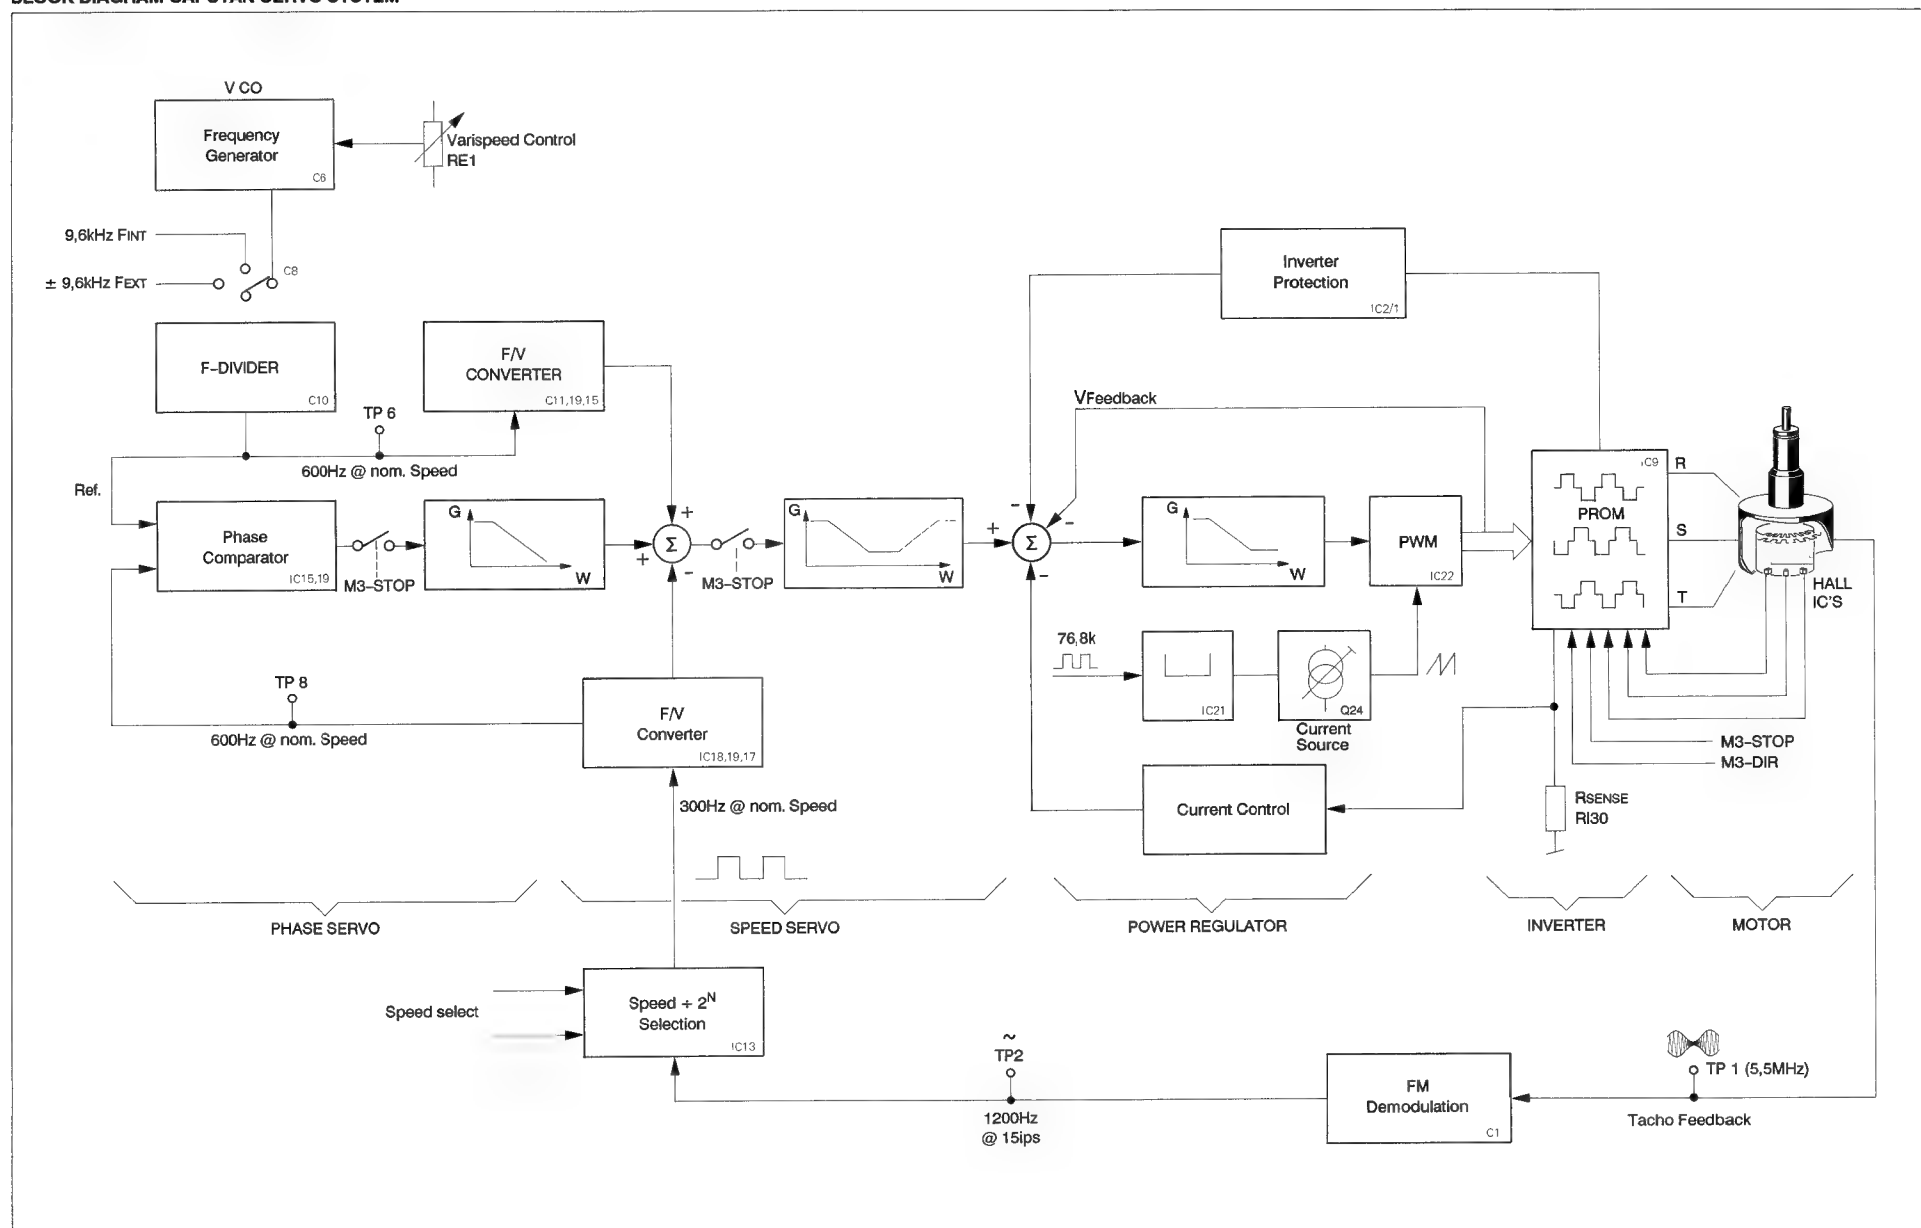 BLOCK DIAGRAM CAPSTAN SERVO SYSTEM
V CO
Frequency
Generator
C6
Varispeed Control
RE1
9,6kHz FINT
± 9,6kHz FEXT
C8
Inverter
Protection
IC2/1
F-DIVIDER
C10
F/V
CONVERTER
C11,19,15
TP 6
600Hz @ nom. Speed
VFeedback
Ref.
Phase
Comparator
IC15,19
M3-STOP
G
W
+
+
-
Σ
M3-STOP
G
W
+
-
-
-
Σ
G
W
PWM
IC22
IC9
PROM
R
S
T
HALL
IC'S
TP 8
600Hz @ nom. Speed
F/V
Converter
IC18,19,17
76,8k
IC21
Q24
Current
Source
M3-STOP
M3-DIR
300Hz @ nom. Speed
Current Control
RSENSE
RI30
PHASE SERVO
SPEED SERVO
POWER REGULATOR
INVERTER
MOTOR
Speed select
Speed ÷ 2N
Selection
IC13
~
TP2
1200Hz
@ 15ips
FM
Demodulation
C1
TP 1 (5,5MHz)
Tacho Feedback